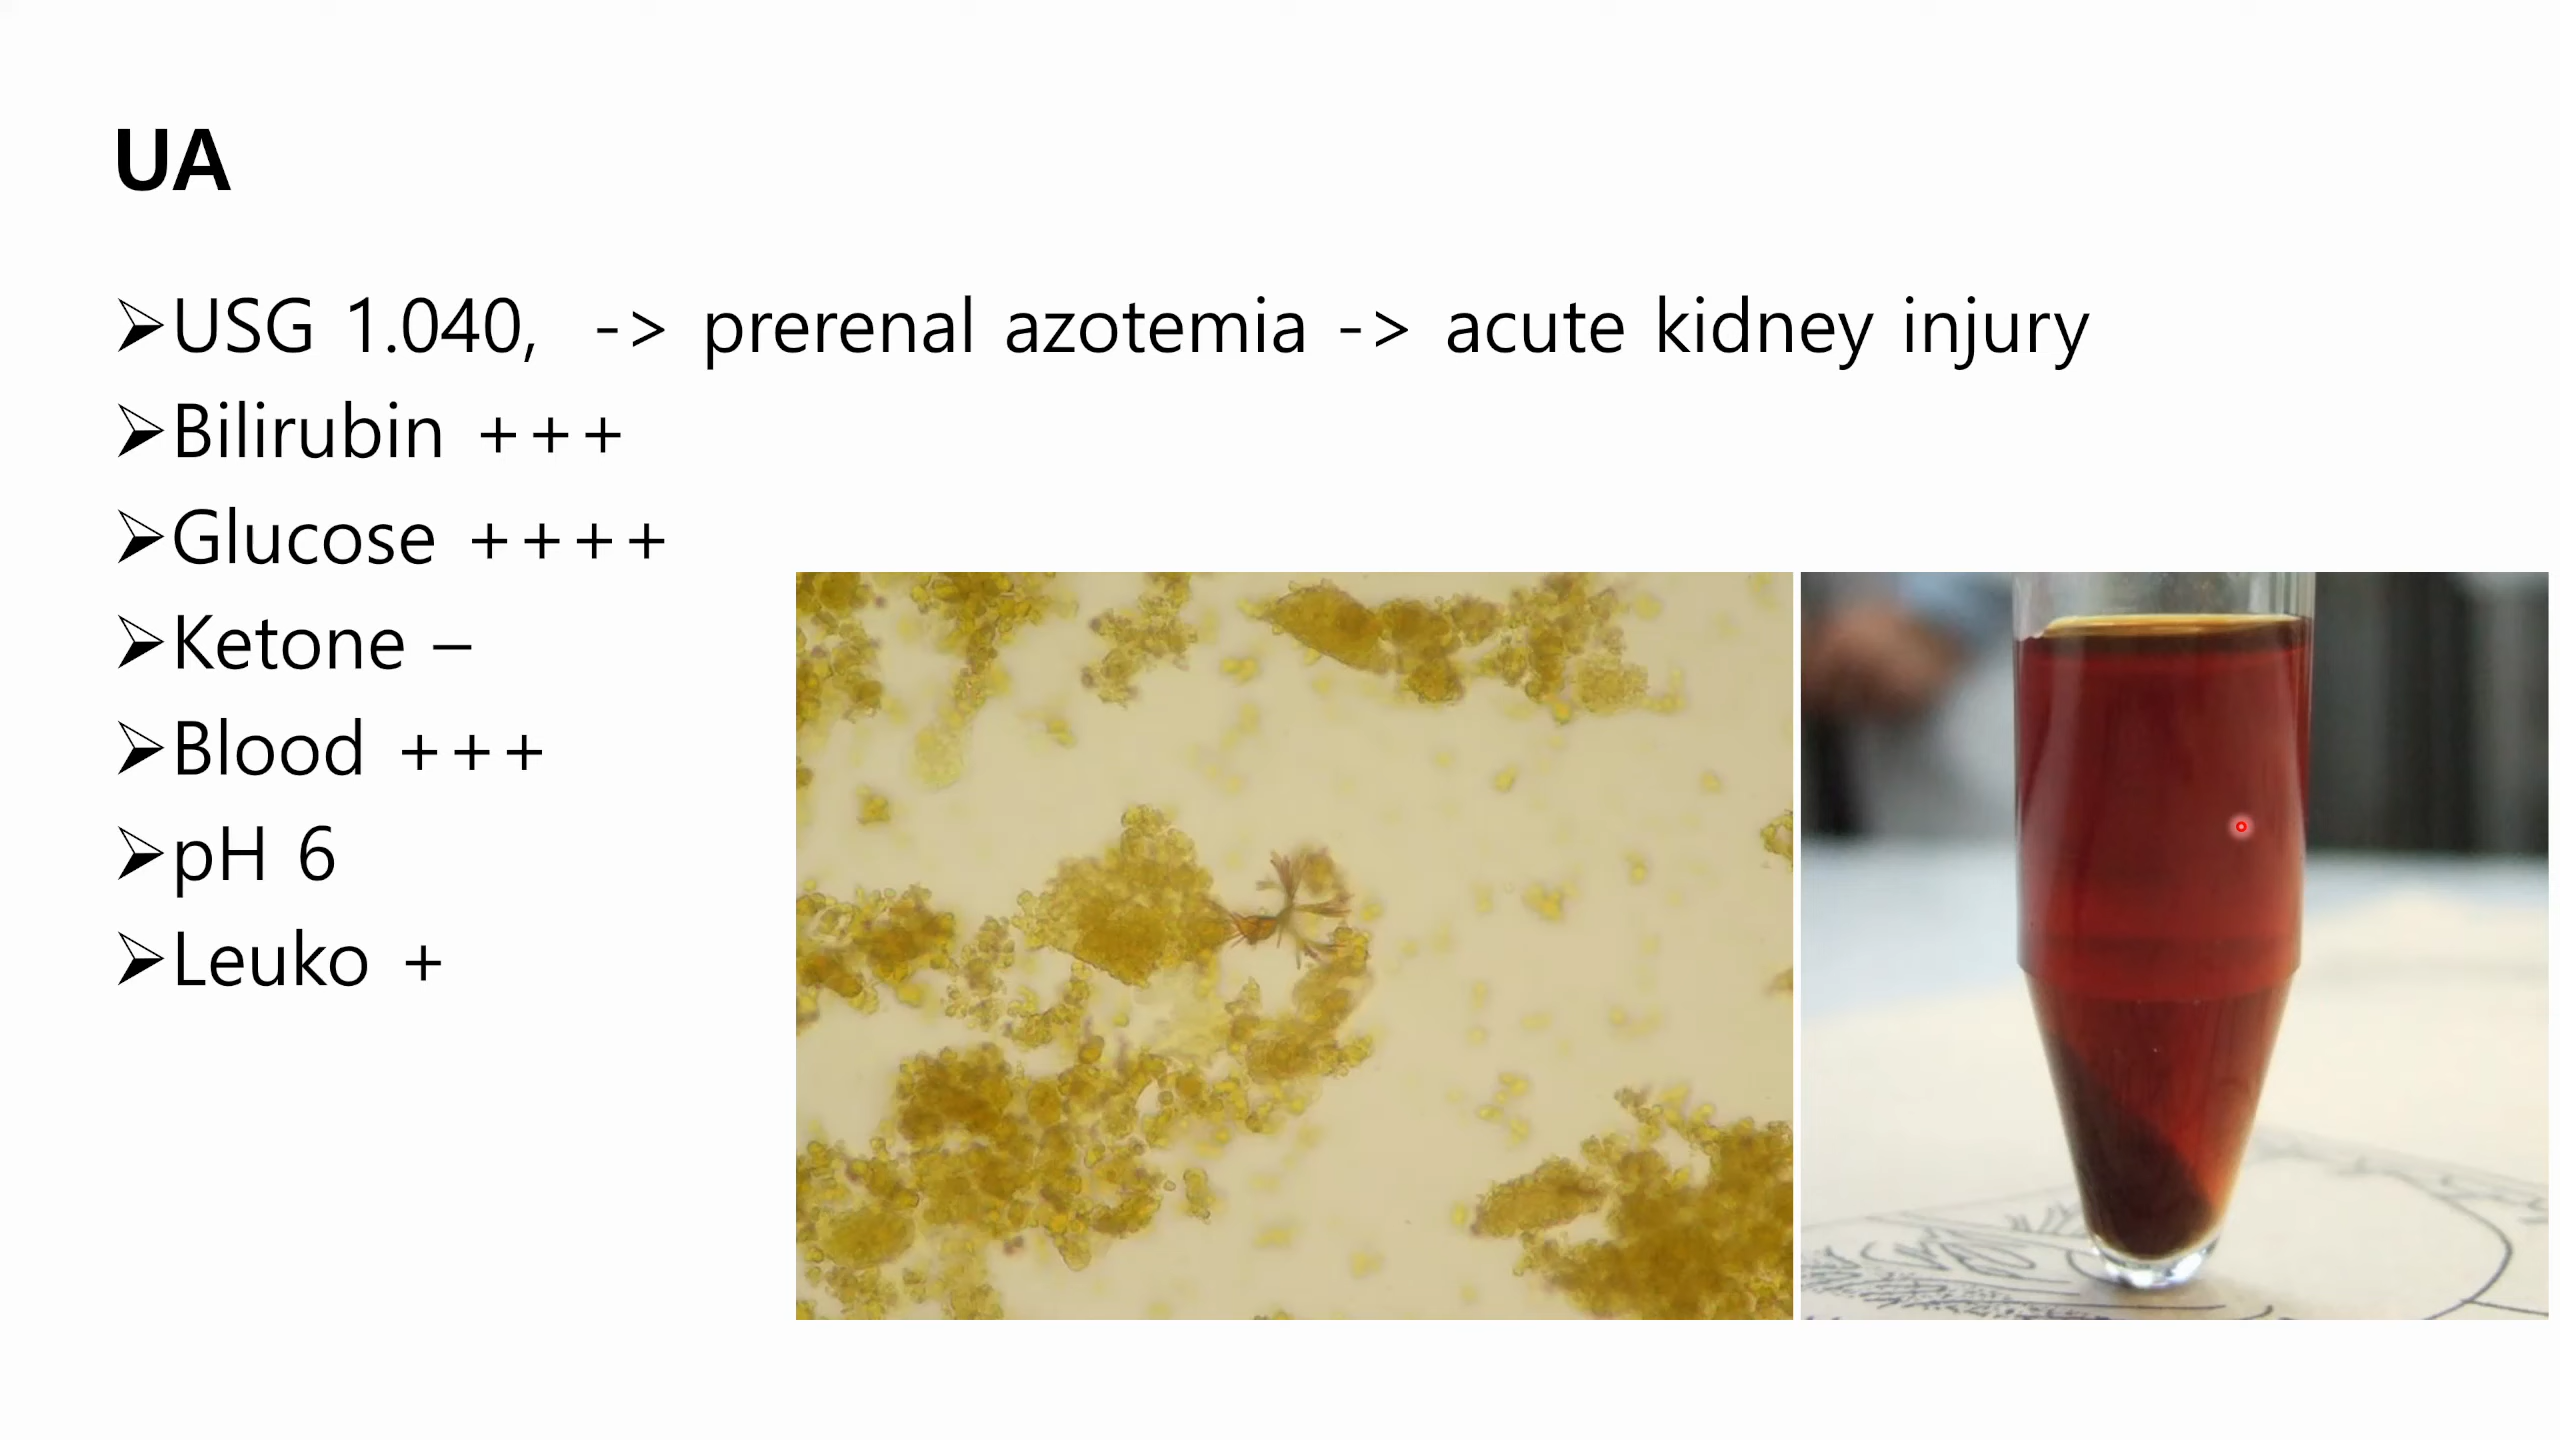 UA
➢USG 1.040,  -> prerenal azotemia -> acute kidney injury
➢Bilirubin +++
➢Glucose ++++
➢Ketone –
➢Blood +++
➢pH 6
➢Leuko +